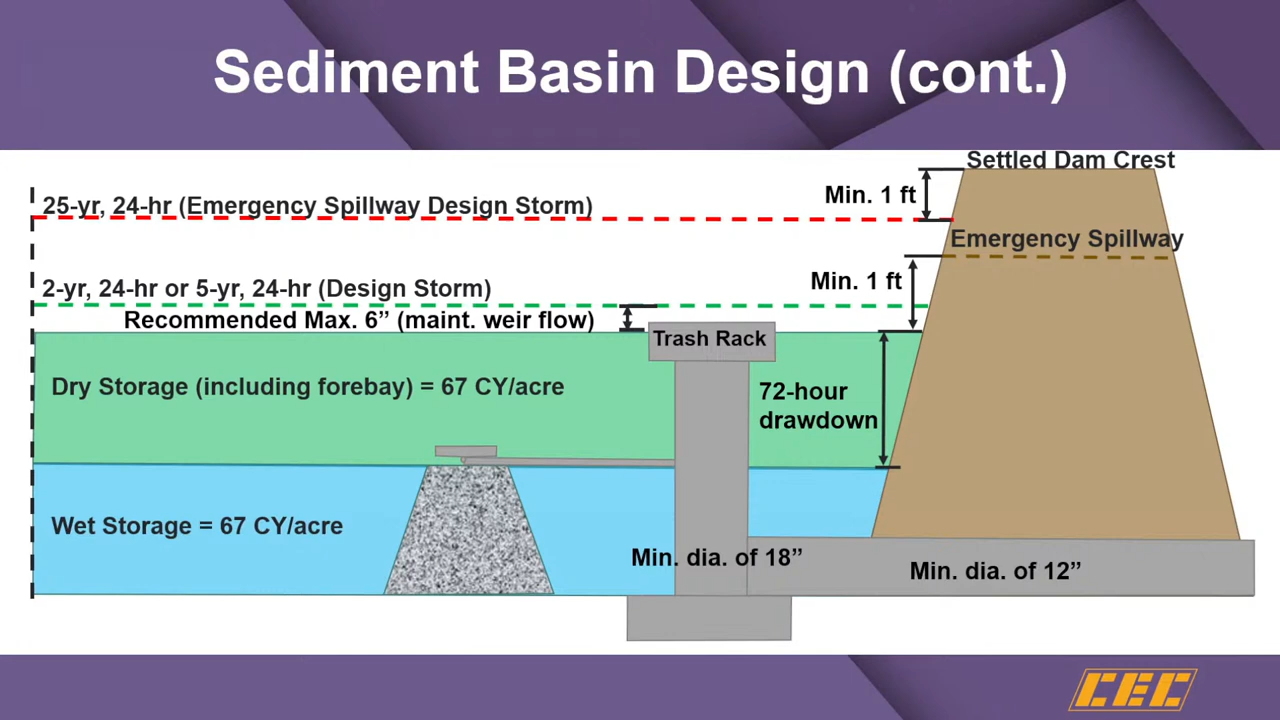 Sediment Basin Design (cont.)
Settled Dam Crest
Min. 1 ft
25-yr, 24-hr (Emergency Spillway Design Storm)
Emergency Spillway
Min. 1 ft
2-yr, 24-hr or 5-yr, 24-hr (Design Storm)
Recommended Max. 6” (maint. weir flow)
Trash Rack
Dry Storage (including forebay) = 67 CY/acre
72-hour
drawdown
Wet Storage = 67 CY/acre
Min. dia. of 18”
Min. dia. of 12”
CEC